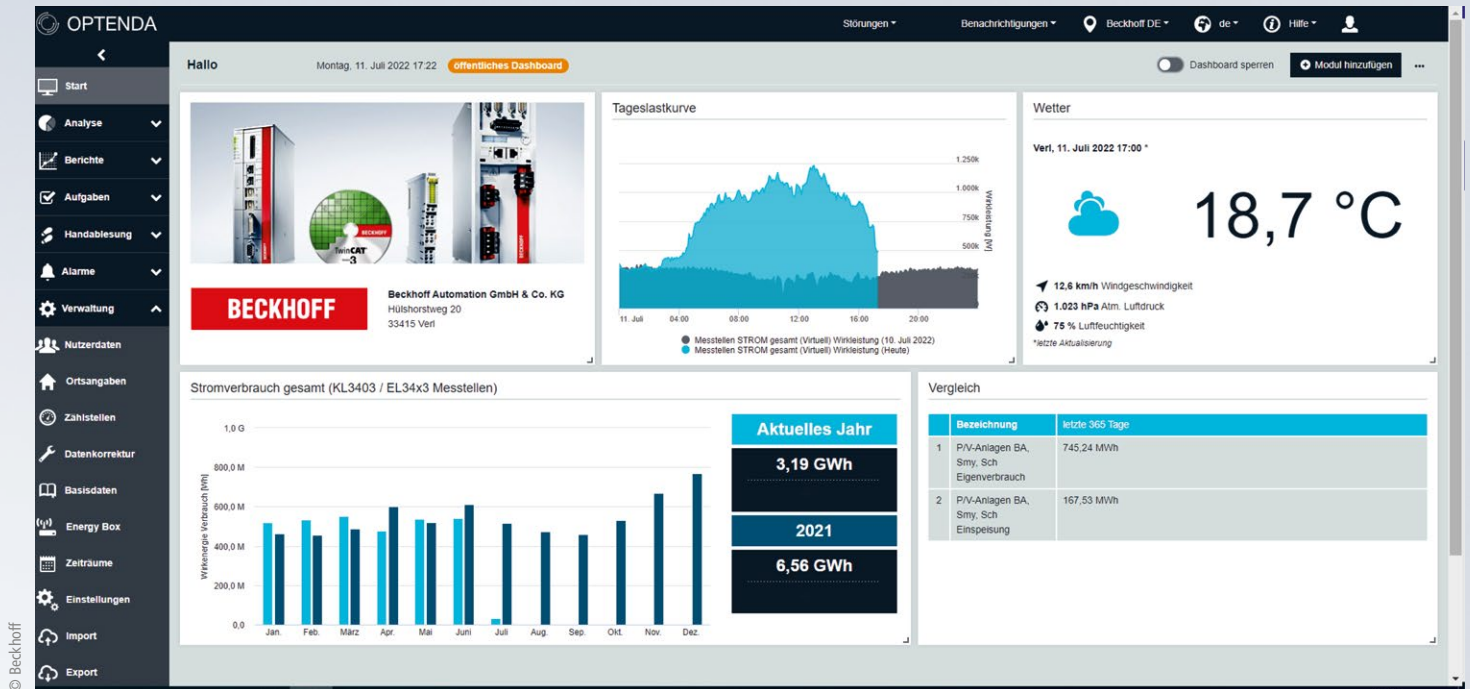 OPTENDA
Störungen
Benachrichtigungen
Beckhoff DE
de
Hilfe
Start
Analyse
Berichte
Aufgaben
Handablesung
Alarme
Verwaltung
Nutzerdaten
Ortsangaben
Zählstellen
Datenkorrektur
Basisdaten
Energy Box
Zeiträume
Einstellungen
Import
Export
Hallo
Montag, 11. Juli 2022 17:22
öffentliches Dashboard
Dashboard sperren
Modul hinzufügen
BECKHOFF
TwinCAT
3
BECKHOFF
Beckhoff Automation GmbH & Co. KG
Hülshorstweg 20
33415 Verl
Tageslastkurve
1.250k
1.000k
750k
500k
0
Wirkleistung [W]
11. Juli 04:00 08:00 12:00 16:00 20:00
Messtellen STROM gesamt (Virtuell) Wirkleistung (10. Juli 2022)
Messtellen STROM gesamt (Virtuell) Wirkleistung (Heute)
Wetter
Verl, 11. Juli 2022 17:00 *
18,7 °C
12,6 km/h Windgeschwindigkeit
1.023 hPa Atm. Luftdruck
75 % Luftfeuchtigkeit
*letzte Aktualisierung
Stromverbrauch gesamt (KL3403 / EL34x3 Messtellen)
Wirkenergie Verbrauch [Wh]
1,0 G
800,0 M
600,0 M
400,0 M
200,0 M
0,0
Jan. Feb. März Apr. Mai Juni Juli Aug. Sep. Okt. Nov. Dez.
Aktuelles Jahr
3,19 GWh
2021
6,56 GWh
Vergleich
Bezeichnung letzte 365 Tage
1 P/V-Anlagen BA, 745,24 MWh
Smy, Sch
Eigenverbrauch
2 P/V-Anlagen BA, 167,53 MWh
Smy, Sch
Einspeisung
© Beckhoff